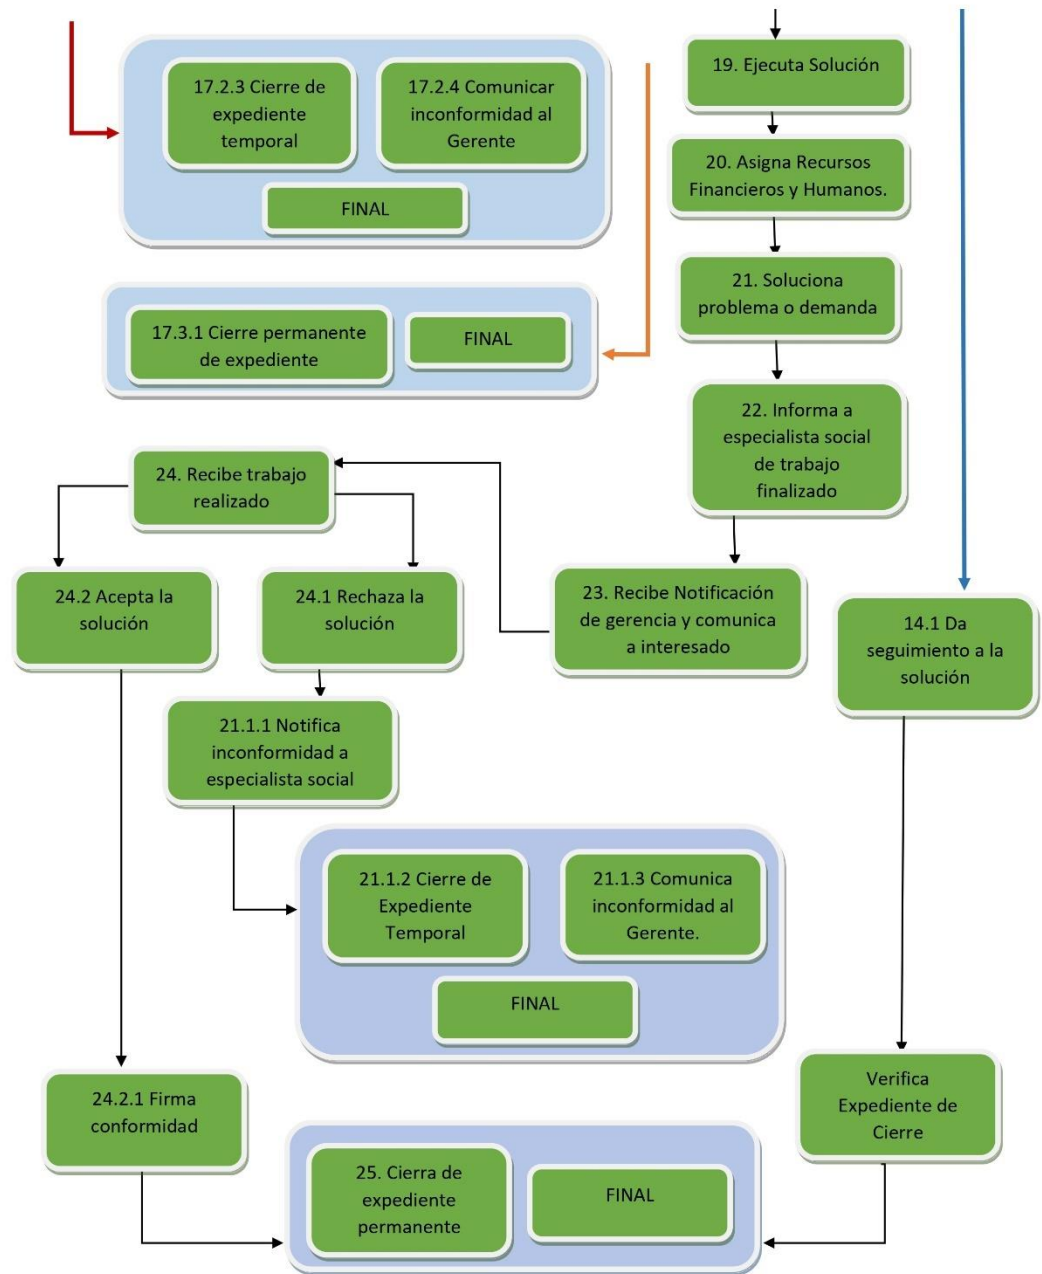 17.2.3 Cierre de
expediente
temporal
17.2.4 Comunicar
inconformidad al
Gerente
FINAL
19. Ejecuta Solución
20. Asigna Recursos
Financieros y Humanos.
21. Soluciona
problema o demanda
17.3.1 Cierre permanente
de expediente
FINAL
22. Informa a
especialista social
de trabajo
finalizado
24. Recibe trabajo
realizado
24.2 Acepta la
solución
24.1 Rechaza la
solución
23. Recibe Notificación
de gerencia y comunica
a interesado
14.1 Da
seguimiento a la
solución
21.1.1 Notifica
inconformidad a
especialista social
21.1.2 Cierre de
Expediente
Temporal
21.1.3 Comunica
inconformidad al
Gerente.
FINAL
24.2.1 Firma
conformidad
Verifica
Expediente de
Cierre
25. Cierra de
expediente
permanente
FINAL